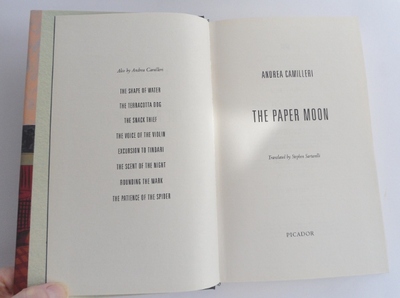 Also by Andrea Camilleri
THE SHAPE OF WATER
THE TERRACOTTA DOG
THE SNACK THIEF
THE VOICE OF THE VIOLIN
EXCURSION TO TINDARI
THE SCENT OF THE NIGHT
ROUNDING THE MARK
THE PATIENCE OF THE SPIDER
ANDREA CAMILLERI
THE PAPER MOON
Translated by Stephen Sartarelli
PICADOR